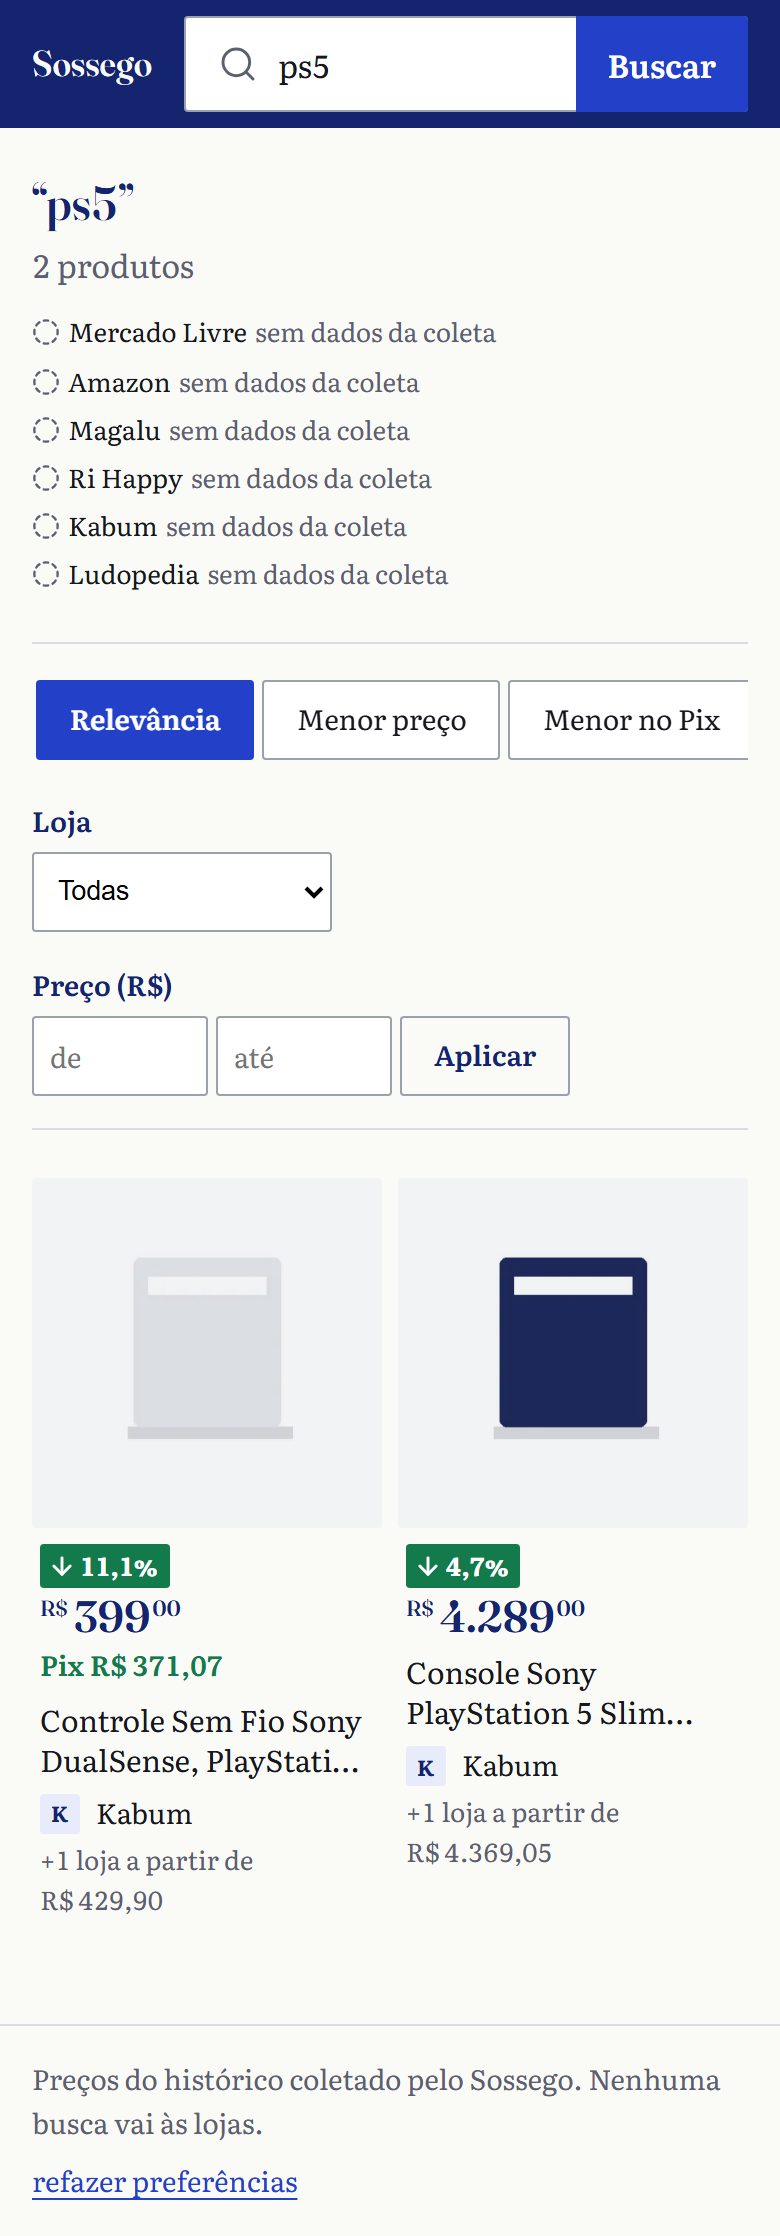 Sossego
ps5
Buscar
“ps5”
2 produtos
Mercado Livre sem dados da coleta
Amazon sem dados da coleta
Magalu sem dados da coleta
Ri Happy sem dados da coleta
Kabum sem dados da coleta
Ludopedia sem dados da coleta
Relevância
Menor preço
Menor no Pix
Loja
Todas
Preço (R$)
de
até
Aplicar
↓ 11,1%
R$ 399 00
Pix R$ 371,07
Controle Sem Fio Sony
DualSense, PlayStati...
K Kabum
+1 loja a partir de
R$ 429,90
↓ 4,7%
R$ 4.289 00
Console Sony
PlayStation 5 Slim...
K Kabum
+1 loja a partir de
R$ 4.369,05
Preços do histórico coletado pelo Sossego. Nenhuma
busca vai às lojas.
refazer preferências